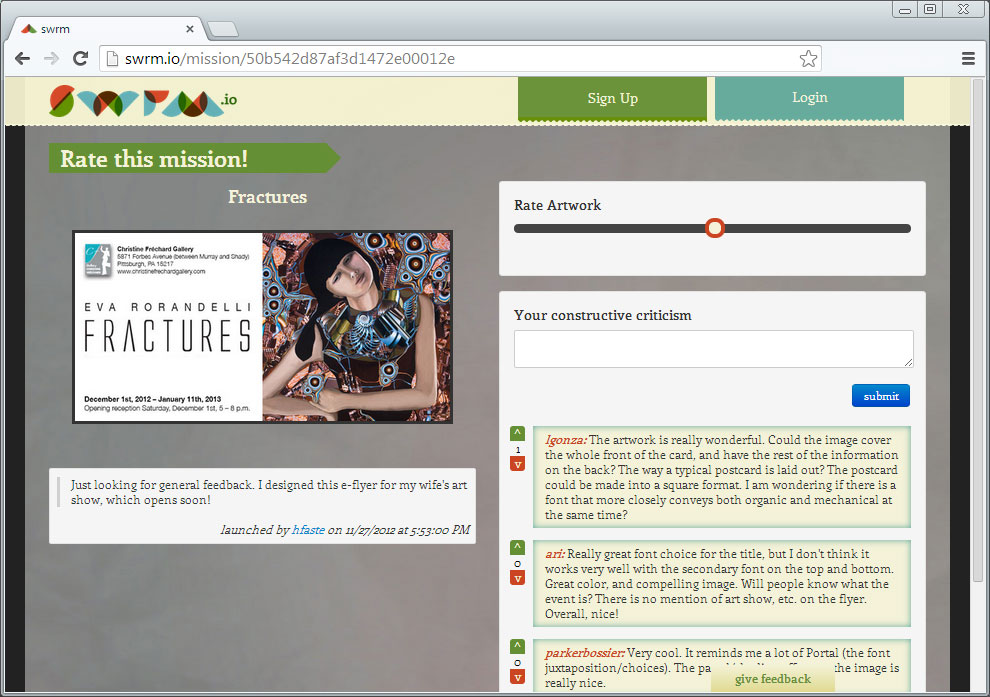 swrm
swrm.io/mission/50b542d87af3d1472e00012e
swrm.io
Sign Up
Login
Rate this mission!
Fractures
Christine Fréchard Gallery
5871 Forbes Avenue (between Murray and Shady)
Pittsburgh, PA 15217
www.christinefrechardgallery.com
EVA RORANDELLI
FRACTURES
December 1st, 2012 – January 11th, 2013
Opening reception Saturday, December 1st, 5 – 8 p.m.
Just looking for general feedback. I designed this e-flyer for my wife's art
show, which opens soon!
launched by hfaste on 11/27/2012 at 5:53:00 PM
Rate Artwork
Your constructive criticism
submit
1
lgonza: The artwork is really wonderful. Could the image cover
the whole front of the card, and have the rest of the information
on the back? The way a typical postcard is laid out? The postcard
could be made into a square format. I am wondering if there is a
font that more closely conveys both organic and mechanical at
the same time?
0
ari: Really great font choice for the title, but I don't think it
works very well with the secondary font on the top and bottom.
Great color, and compelling image. Will people know what the
event is? There is no mention of art show, etc. on the flyer.
Overall, nice!
0
parkerbossier: Very cool. It reminds me a lot of Portal (the font
juxtaposition/choices). The the image is
really nice.
give feedback